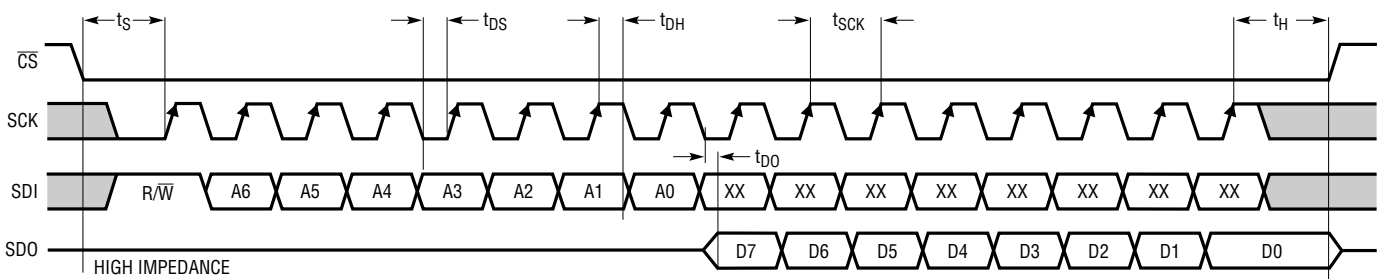 tS tDS tDH tSCK tH
CS
SCK
tDO
SDI R/W A6 A5 A4 A3 A2 A1 A0 XX XX XX XX XX XX XX XX
SDO D7 D6 D5 D4 D3 D2 D1 D0
HIGH IMPEDANCE